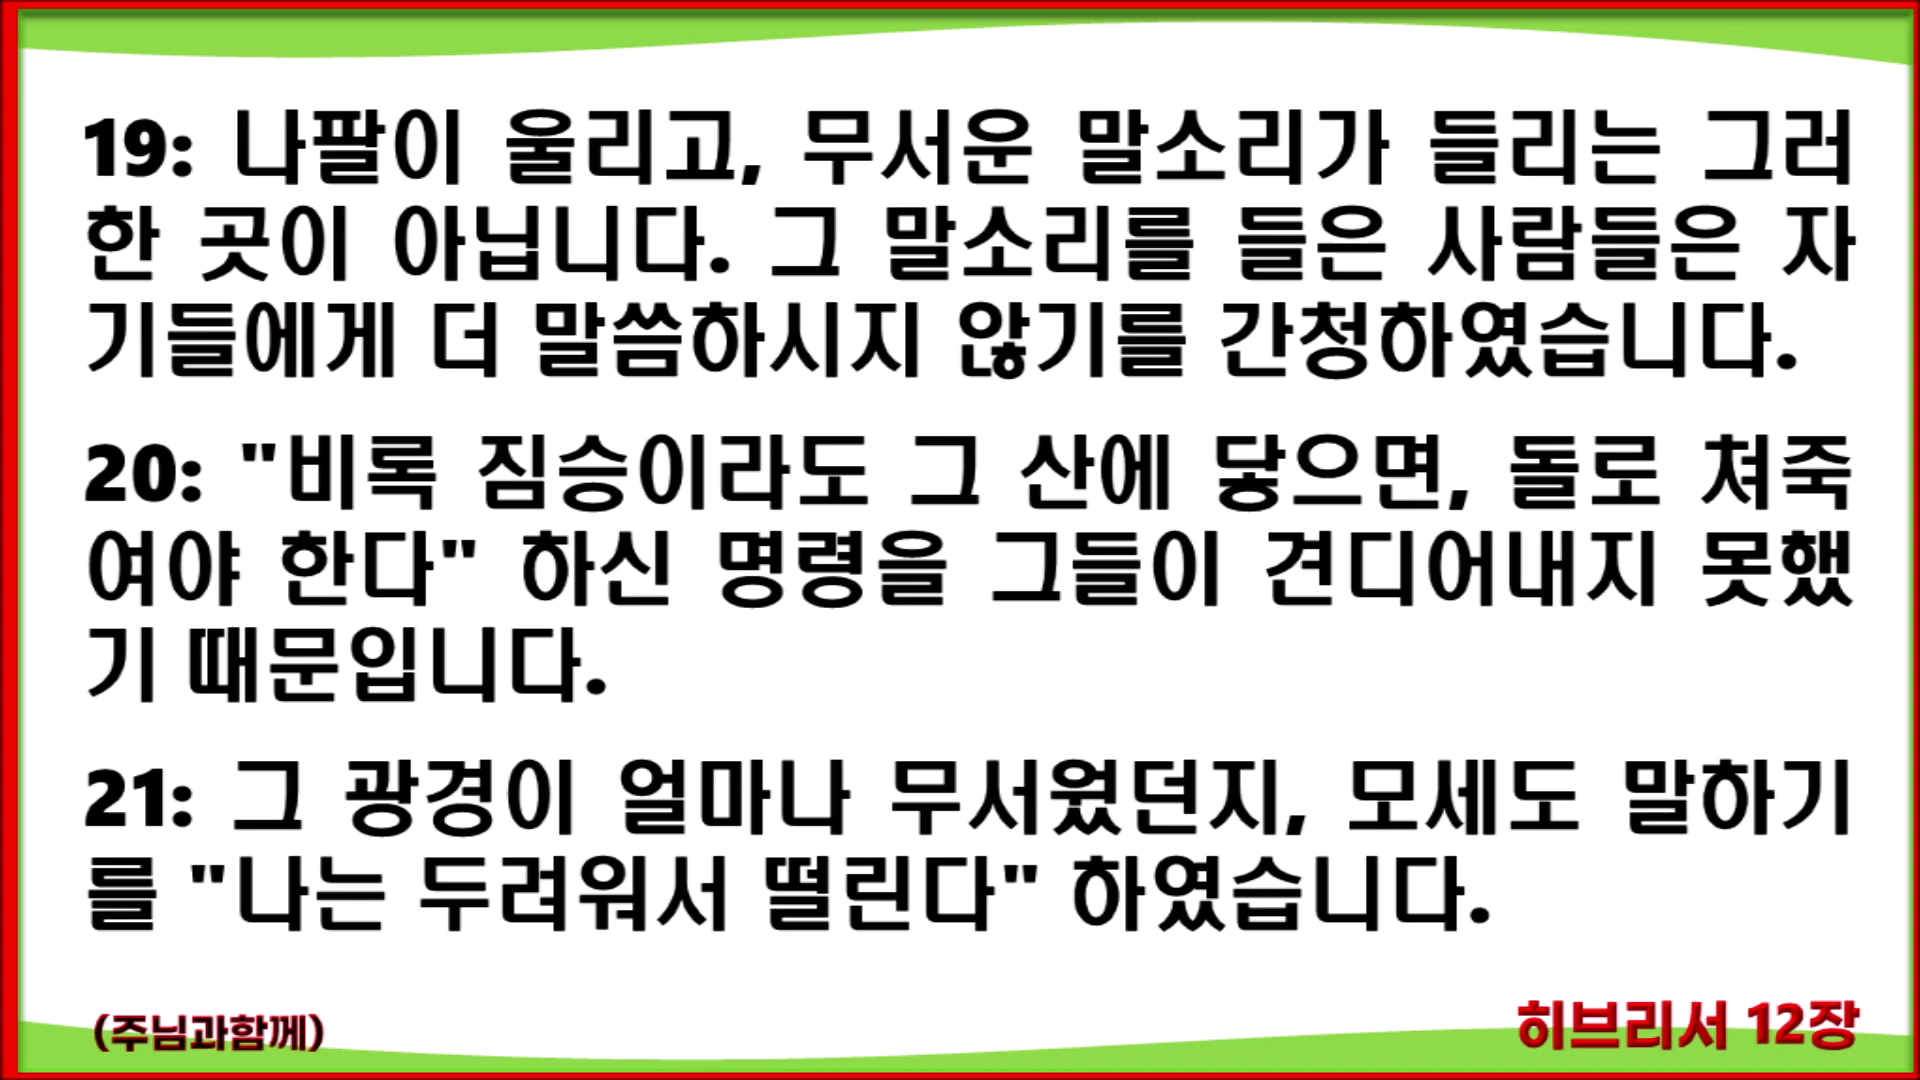 19: 나팔이 울리고, 무서운 말소리가 들리는 그러
한 곳이 아닙니다. 그 말소리를 들은 사람들은 자
기들에게 더 말씀하시지 않기를 간청하였습니다.
20: "비록 짐승이라도 그 산에 닿으면, 돌로 쳐죽
여야 한다" 하신 명령을 그들이 견디어내지 못했
기 때문입니다.
21: 그 광경이 얼마나 무서웠던지, 모세도 말하기
를 "나는 두려워서 떨린다" 하였습니다.
(주님과함께)
히브리서 12장